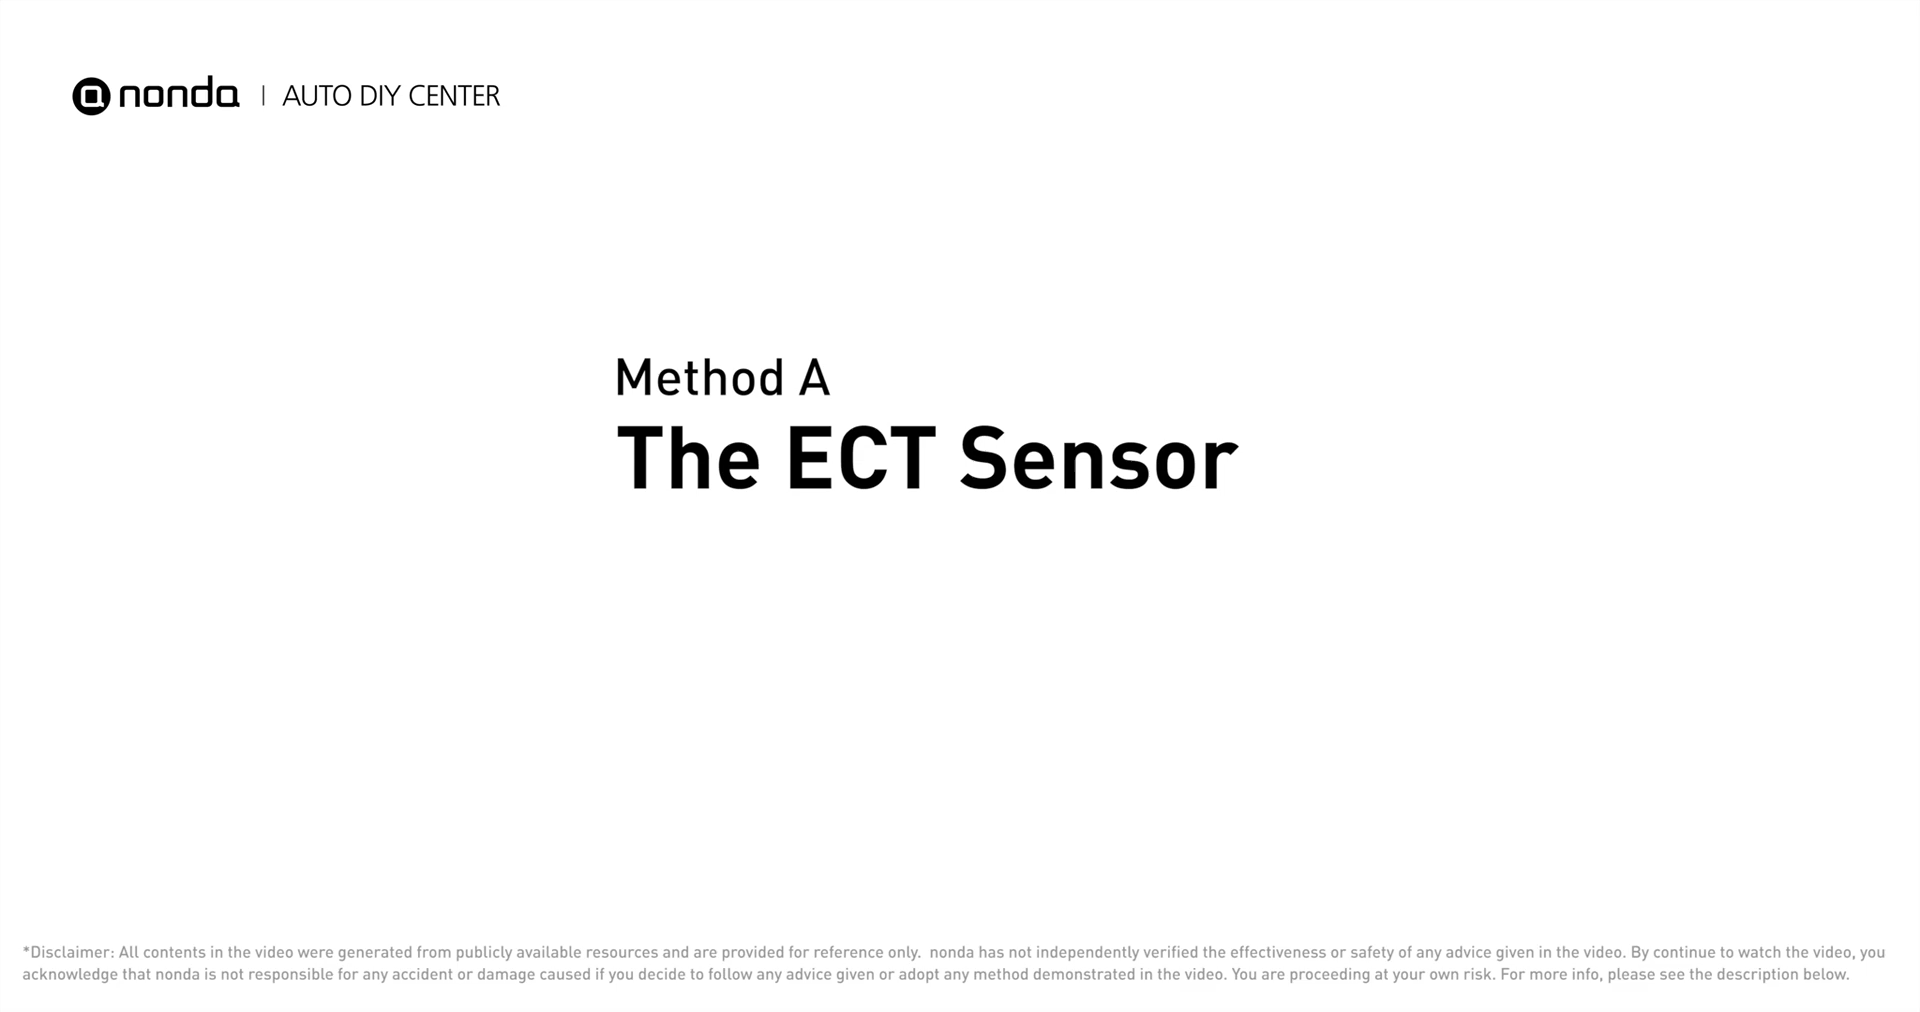 nonda | AUTO DIY CENTER
Method A
The ECT Sensor
*Disclaimer: All contents in the video were generated from publicly available resources and are provided for reference only.  nonda has not independently verified the effectiveness or safety of any advice given in the video. By continue to watch the video, you
acknowledge that nonda is not responsible for any accident or damage caused if you decide to follow any advice given or adopt any method demonstrated in the video. You are proceeding at your own risk. For more info, please see the description below.